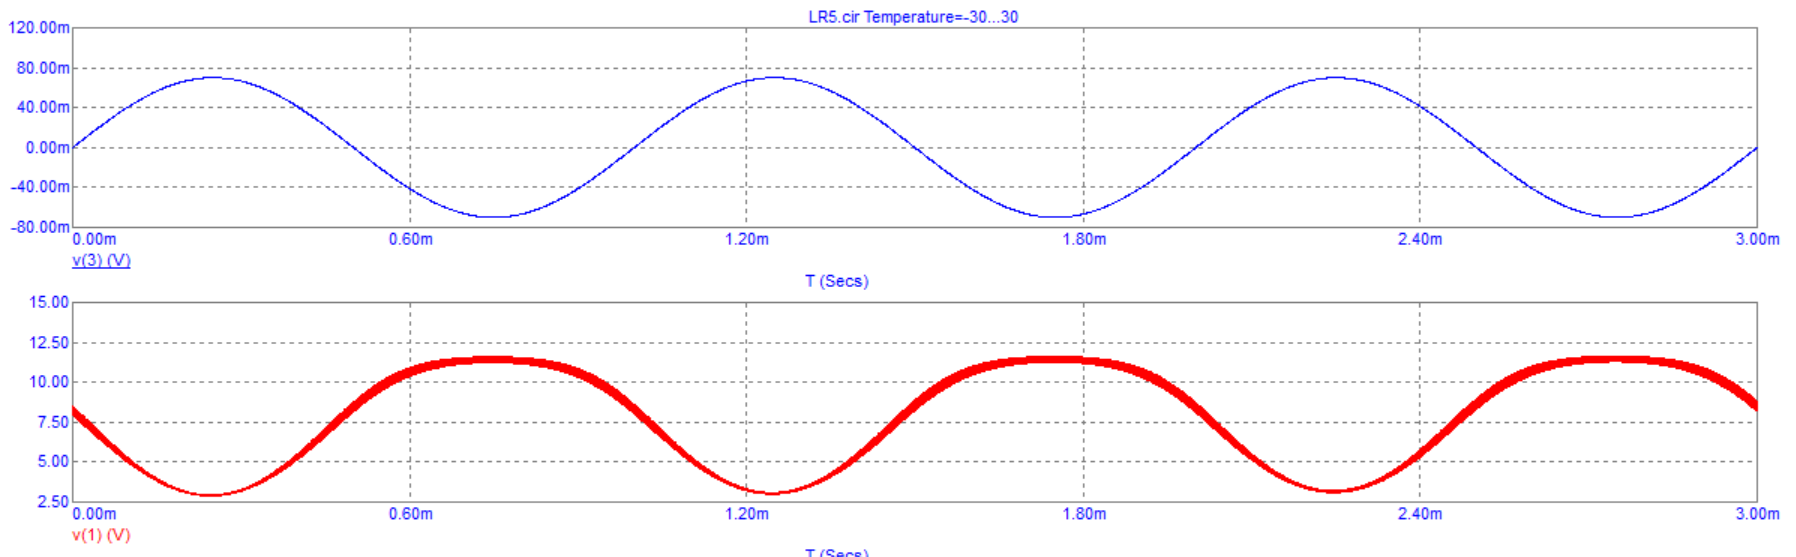 LR5.cir Temperature=-30...30
120.00m
80.00m
40.00m
0.00m
-40.00m
-80.00m
0.00m 0.60m 1.20m 1.80m 2.40m 3.00m
v(3) (V)
T (Secs)
15.00
12.50
10.00
7.50
5.00
2.50
0.00m 0.60m 1.20m 1.80m 2.40m 3.00m
v(1) (V)
T (Secs)